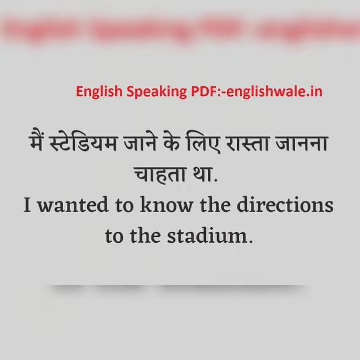 English Speaking PDF:-englishwale.in
मैं स्टेडियम जाने के लिए रास्ता जानना
चाहता था.
I wanted to know the directions
to the stadium.